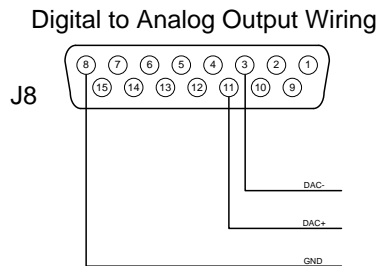 Digital to Analog Output Wiring
J8
8 7 6 5 4 3 2 1
15 14 13 12 11 10 9
DAC-
DAC+
GND